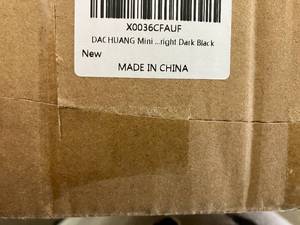 X0036CFAUF
DACHUANG Mini ...right Dark Black
New
MADE IN CHINA